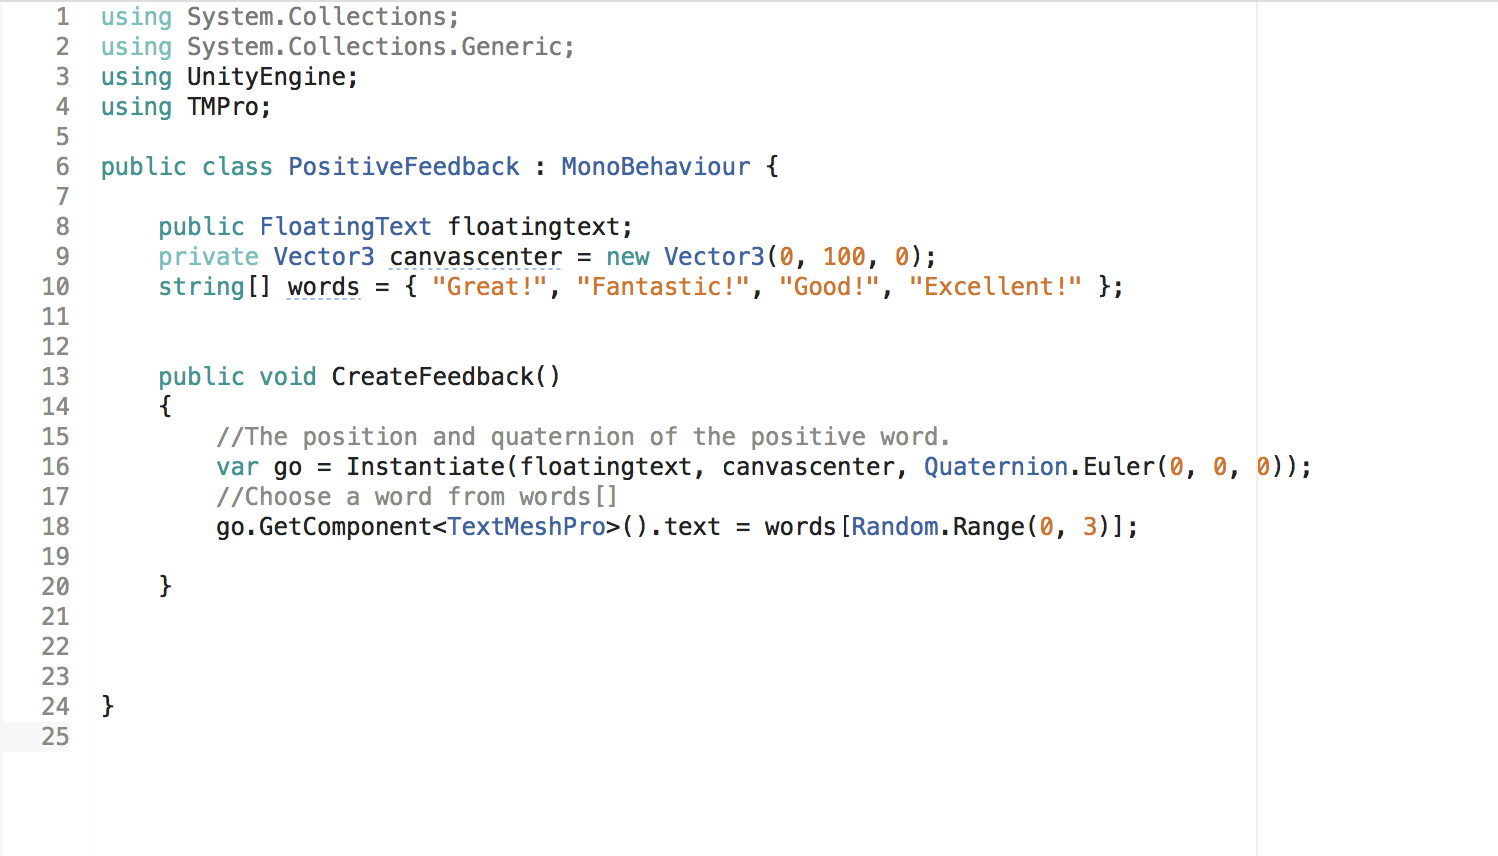 1 using System.Collections;
2 using System.Collections.Generic;
3 using UnityEngine;
4 using TMPro;
5
6 public class PositiveFeedback : MonoBehaviour {
7
8     public FloatingText floatingtext;
9     private Vector3 canvascenter = new Vector3(0, 100, 0);
10     string[] words = { "Great!", "Fantastic!", "Good!", "Excellent!" };
11
12
13     public void CreateFeedback()
14     {
15         //The position and quaternion of the positive word.
16         var go = Instantiate(floatingtext, canvascenter, Quaternion.Euler(0, 0, 0));
17         //Choose a word from words[]
18         go.GetComponent<TextMeshPro>().text = words[Random.Range(0, 3)];
19
20     }
21
22
23
24 }
25